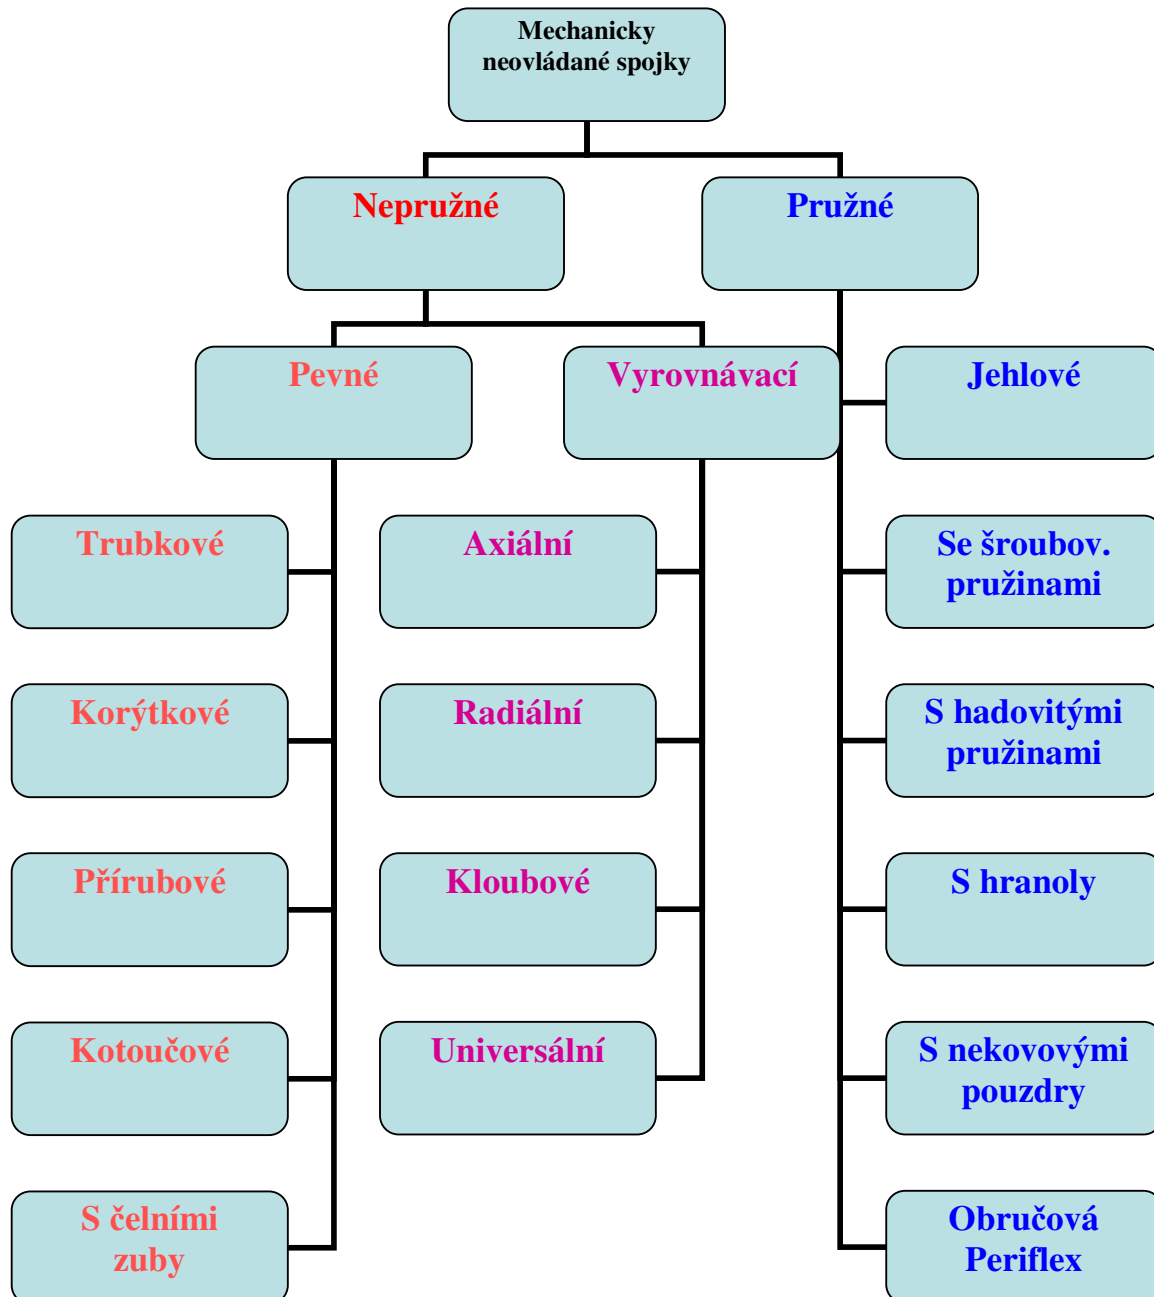 Mechanicky
neovládané spojky
Nepružné
Pružné
Pevné
Vyrovnávací
Jehlové
Trubkové
Axiální
Se šroubov.
pružinami
Korýtkové
Radiální
S hadovitými
pružinami
Přírubové
Kloubové
S hranoly
Kotoučové
Universální
S nekovovými
pouzdry
S čelními
zuby
Obručová
Periflex